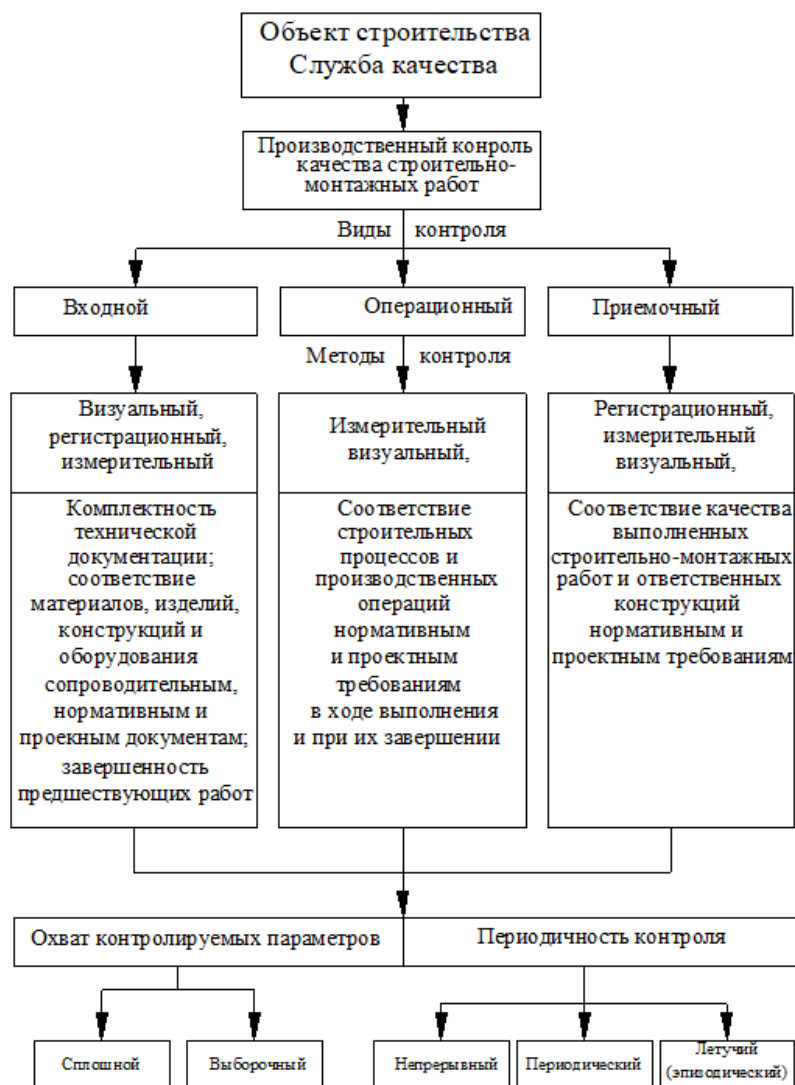 Объект строительства
Служба качества
Производственный конроль
качества строительно-
монтажных работ
Виды контроля
Входной
Операционный
Приемочный
Методы контроля
Визуальный,
регистрационный,
измерительный
Измерительный
визуальный,
Регистрационный,
измерительный
визуальный,
Комплектность
технической
документации;
соответствие
материалов, изделий,
конструкций и
оборудования
сопроводительным,
нормативным и
проекным документам;
завершенность
предшествующих работ
Соответствие
строительных
процессов и
производственных
операций
нормативным
и проектным
требованиям
в ходе выполнения
и при их завершении
Соответствие качества
выполненных
строительно-монтажных
работ и ответственных
конструкций
нормативным и
проектным требованиям
Охват контролируемых параметров
Периодичность контроля
Сплошной
Выборочный
Непрерывный
Периодический
Летучий
(эпизодический)